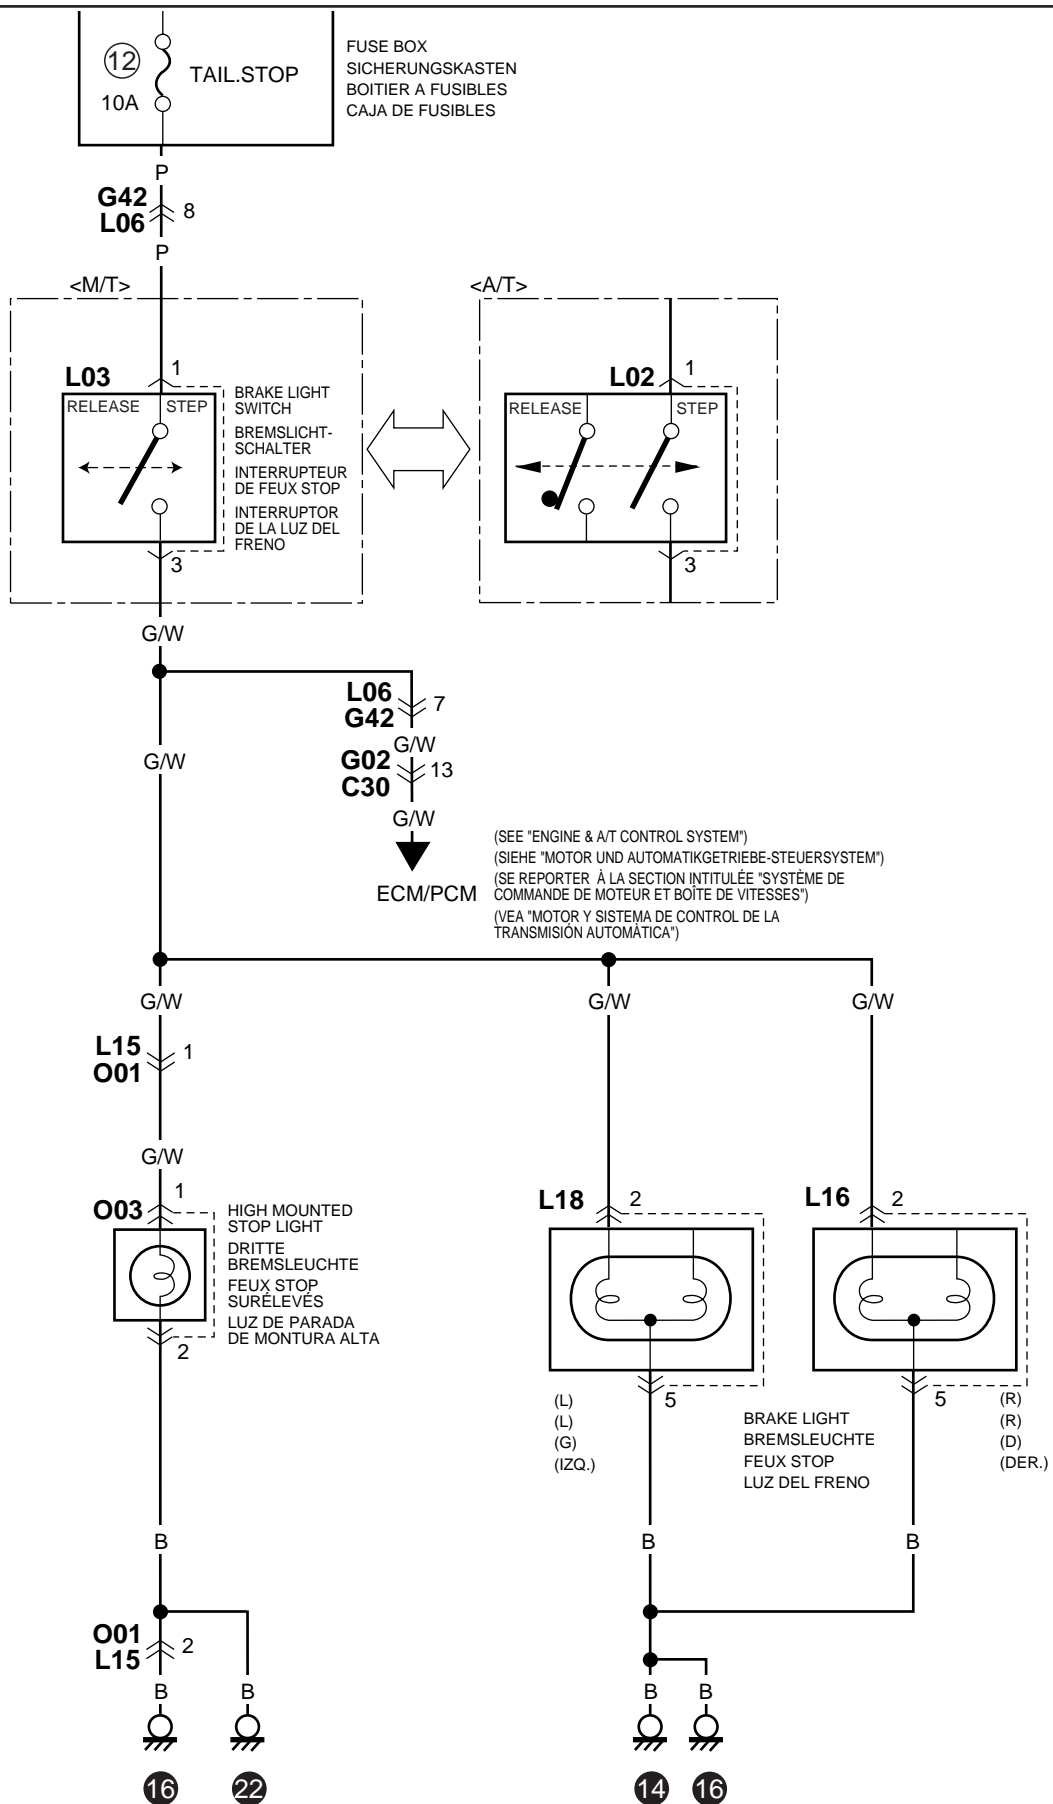 12
10A
TAIL.STOP
FUSE BOX
SICHERUNGSKASTEN
BOITIER A FUSIBLES
CAJA DE FUSIBLES
P
G42
L06
8
P
<M/T>
<A/T>
L03
1
RELEASE
STEP
BRAKE LIGHT
SWITCH
BREMSLICHT-
SCHALTER
INTERRUPTEUR
DE FEUX STOP
INTERRUPTOR
DE LA LUZ DEL
FRENO
3
L02
1
RELEASE
STEP
3
G/W
L06
G42
7
G/W
G/W
G02
C30
13
G/W
ECM/PCM
(SEE "ENGINE & A/T CONTROL SYSTEM")
(SIEHE "MOTOR UND AUTOMATIKGETRIEBE-STEUERSYSTEM")
(SE REPORTER À LA SECTION INTITULÉE "SYSTÈME DE
COMMANDE DE MOTEUR ET BOÎTE DE VITESSES")
(VEA "MOTOR Y SISTEMA DE CONTROL DE LA
TRANSMISIÓN AUTOMÀTICA")
G/W
G/W
G/W
L15
O01
1
G/W
O03
1
HIGH MOUNTED
STOP LIGHT
DRITTE
BREMSLEUCHTE
FEUX STOP
SURÉLEVÉS
LUZ DE PARADA
DE MONTURA ALTA
2
L18
2
L16
2
5
5
(L)
(L)
(G)
(IZQ.)
BRAKE LIGHT
BREMSLEUCHTE
FEUX STOP
LUZ DEL FRENO
(R)
(R)
(D)
(DER.)
B
B
B
O01
L15
2
B
B
B
B
16
22
14
16